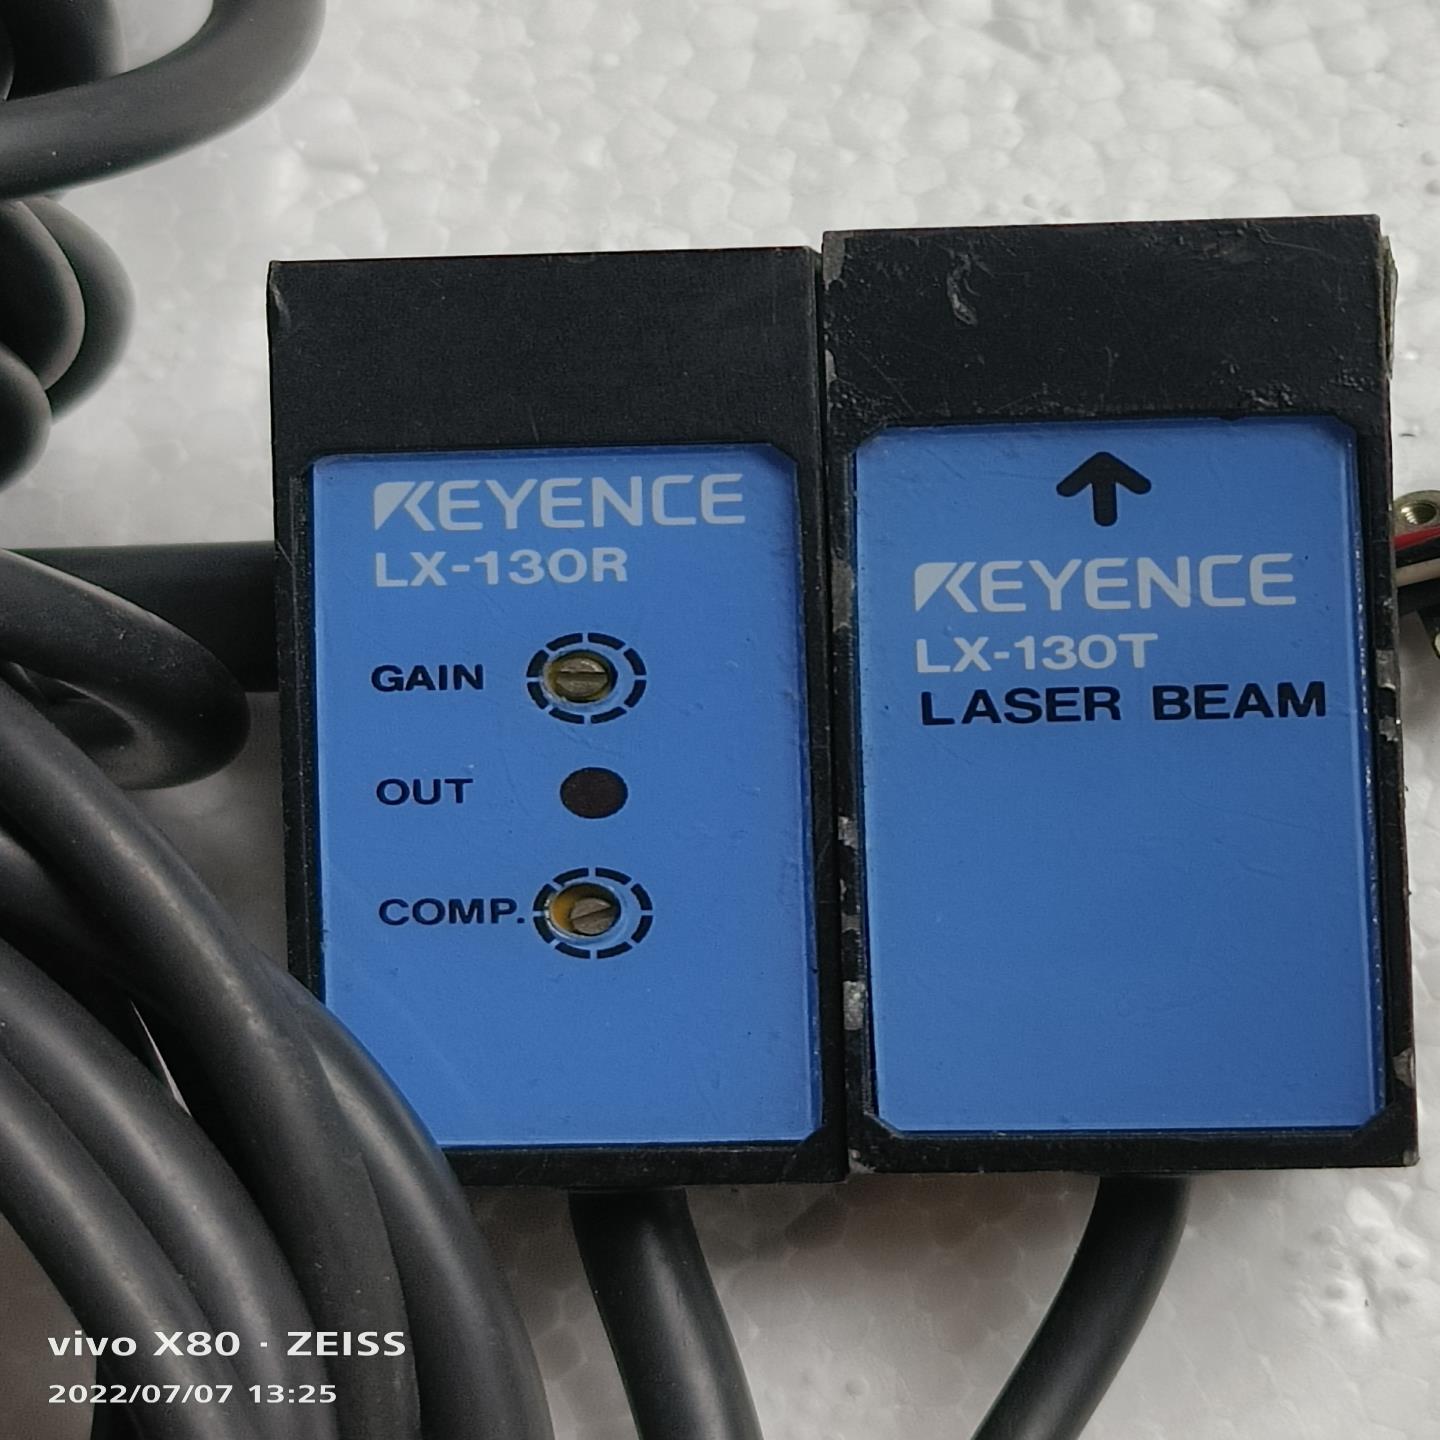 KEYENCE
LX-130R
GAIN
OUT
COMP.
KEYENCE
LX-130T
LASER BEAM
vivo X80 · ZEISS
2022/07/07 13:25